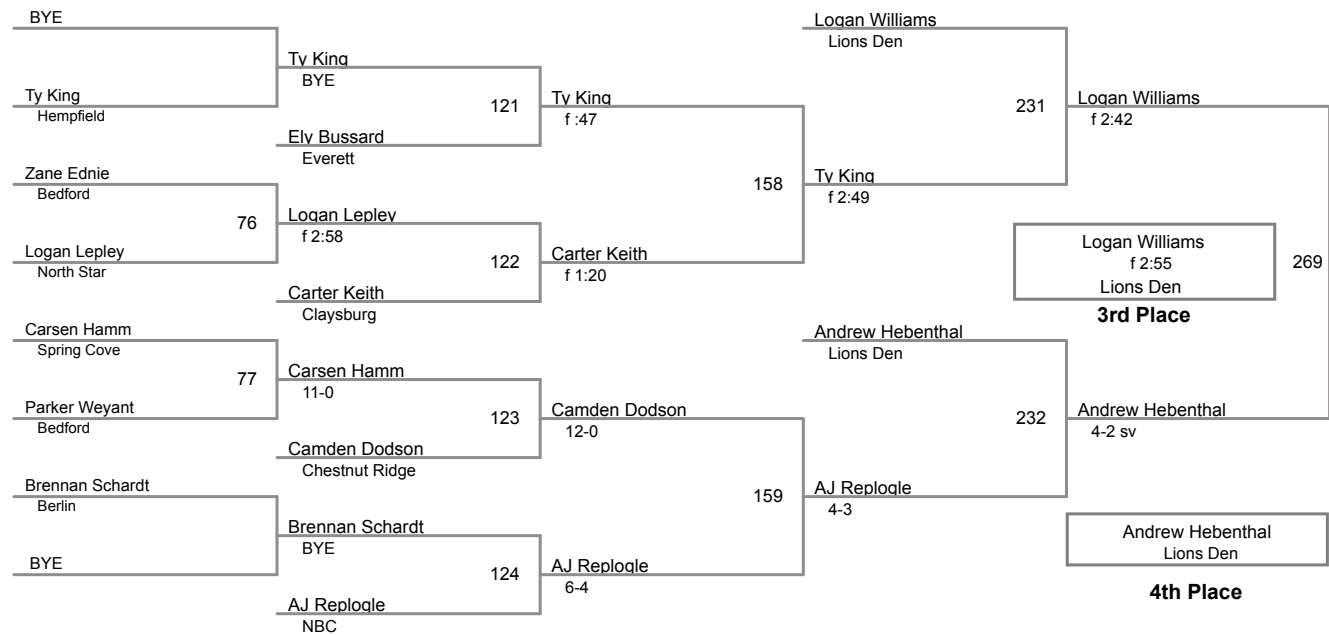 BYE
Ty King
Hempfield
Zane Ednie
Bedford
76
Logan Lepley
North Star
Carsen Hamm
Spring Cove
77
Parker Weyant
Bedford
Brennan Schardt
Berlin
BYE
Ty King
BYE
121
Ely Bussard
Everett
Logan Lepley
f 2:58
122
Carter Keith
Claysburg
Carsen Hamm
11-0
123
Camden Dodson
Chestnut Ridge
Brennan Schardt
BYE
124
AJ Replogle
NBC
Ty King
f :47
158
Carter Keith
f 1:20
Camden Dodson
12-0
159
AJ Replogle
6-4
Logan Williams
Lions Den
231
Ty King
f 2:49
Andrew Hebenthal
Lions Den
232
AJ Replogle
4-3
Logan Williams
f 2:42
Logan Williams
f 2:55
Lions Den
269
3rd Place
Andrew Hebenthal
4-2 sv
Andrew Hebenthal
Lions Den
4th Place